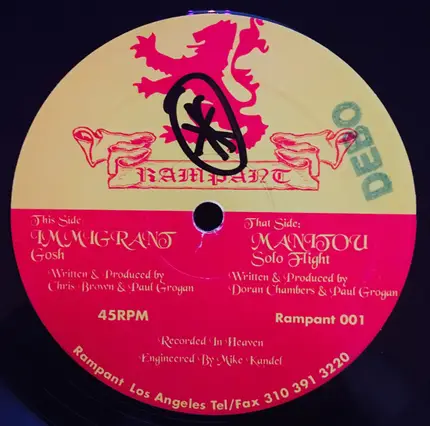 RAMPANT
DEBO
This Side
IMMIGRANT
Gosh
Written & Produced by
Chris Brown & Paul Grogan
That Side:
MANITOU
Solo Flight
Written & Produced by
Doran Chambers & Paul Grogan
45RPM
Rampant 001
Recorded In Heaven
Engineered By Mike Kandel
Rampant Los Angeles Tel/Fax 310 391 3220